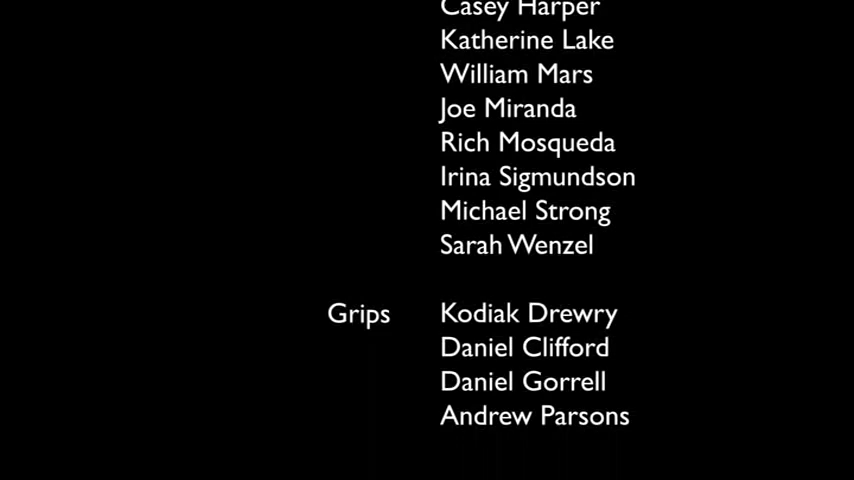 Casey Harper
Katherine Lake
William Mars
Joe Miranda
Rich Mosqueda
Irina Sigmundson
Michael Strong
Sarah Wenzel
Grips Kodiak Drewry
Daniel Clifford
Daniel Gorrell
Andrew Parsons